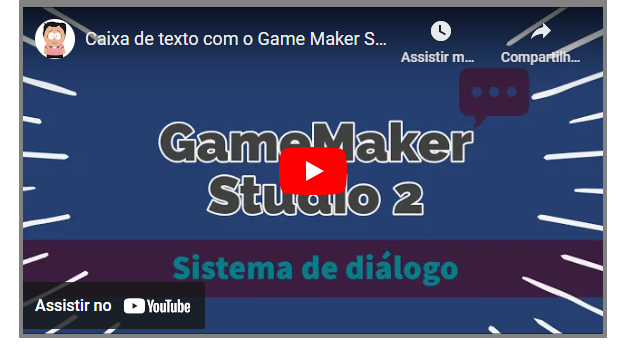 Caixa de texto com o Game Maker S...
Assistir m...
Compartilh...
GameMaker
Studio 2
Sistema de diálogo
Assistir no YouTube